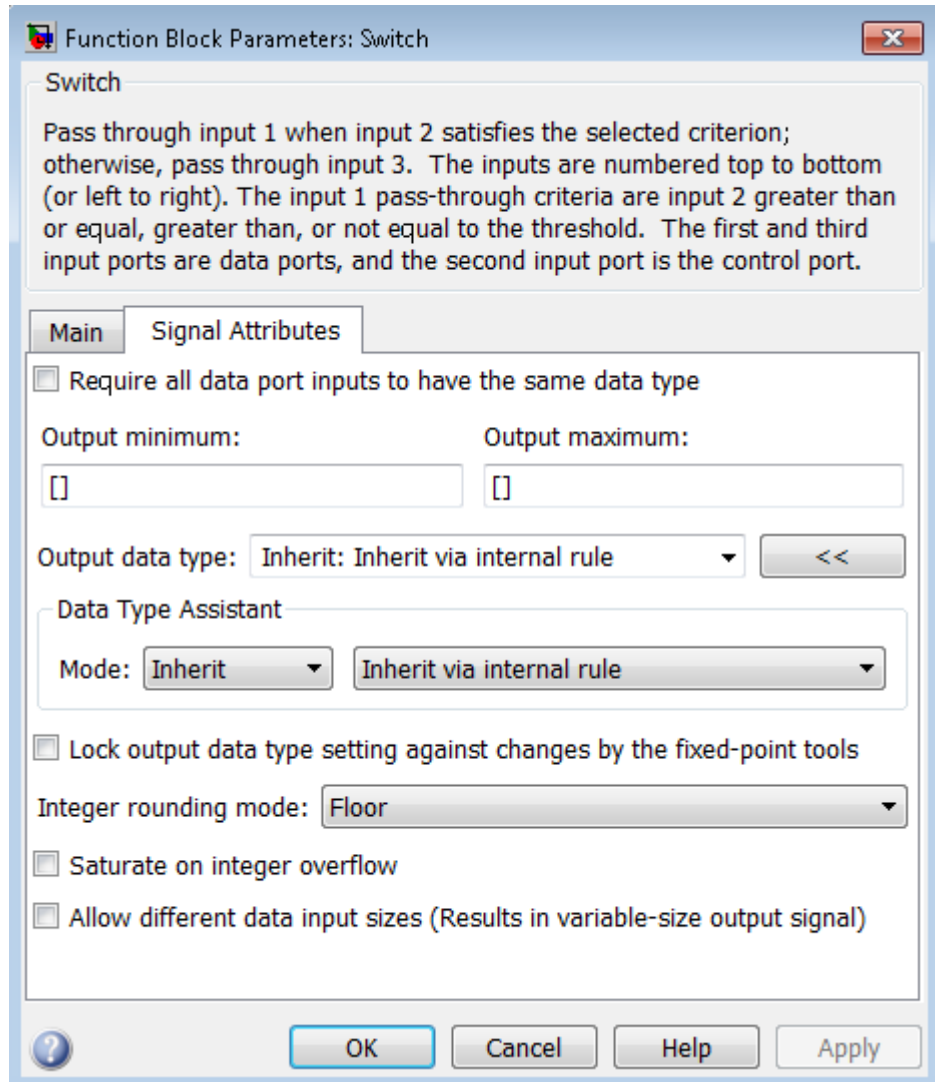 Function Block Parameters: Switch
Switch
Pass through input 1 when input 2 satisfies the selected criterion;
otherwise, pass through input 3.  The inputs are numbered top to bottom
(or left to right). The input 1 pass-through criteria are input 2 greater than
or equal, greater than, or not equal to the threshold.  The first and third
input ports are data ports, and the second input port is the control port.
Main Signal Attributes
Require all data port inputs to have the same data type
Output minimum: Output maximum:
[] []
Output data type: Inherit: Inherit via internal rule <<
Data Type Assistant
Mode: Inherit Inherit via internal rule
Lock output data type setting against changes by the fixed-point tools
Integer rounding mode: Floor
Saturate on integer overflow
Allow different data input sizes (Results in variable-size output signal)
? OK Cancel Help Apply